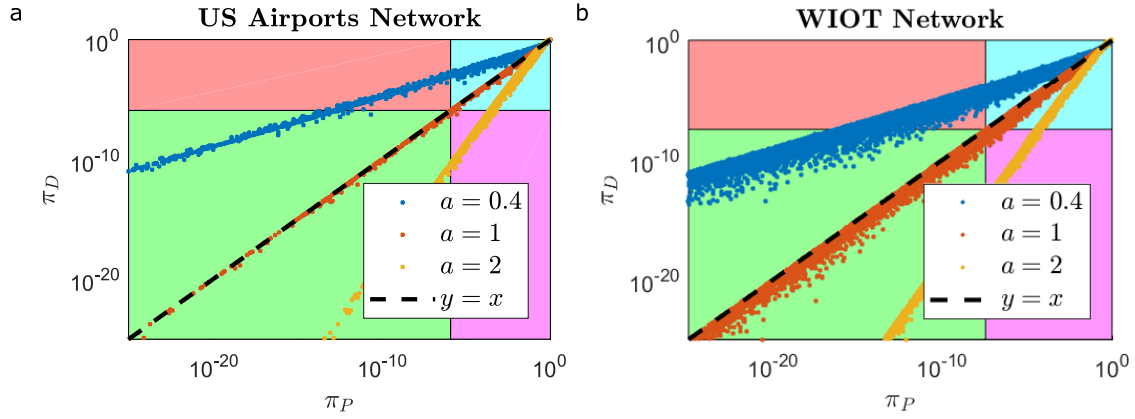 a
US Airports Network
10^0
10^-10
10^-20
π_D
a = 0.4
a = 1
a = 2
y = x
10^-20
10^-10
10^0
π_P
b
WIOT Network
10^0
10^-10
10^-20
π_D
a = 0.4
a = 1
a = 2
y = x
10^-20
10^-10
10^0
π_P